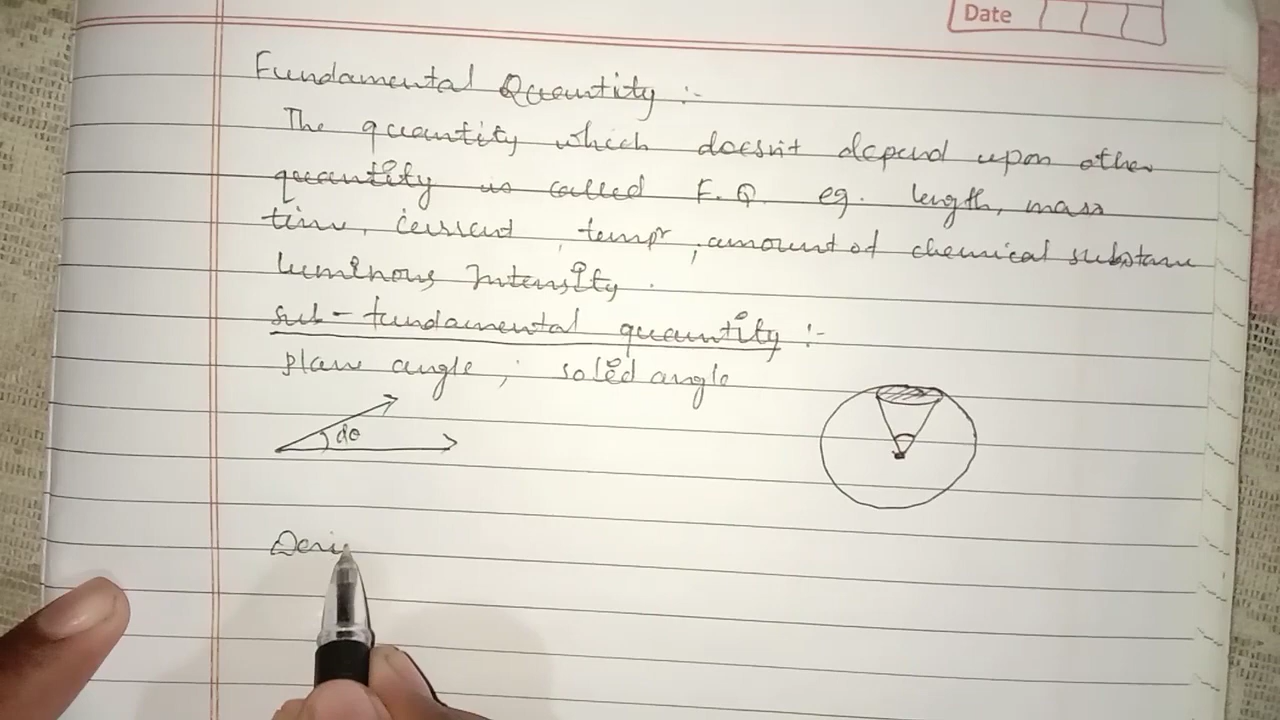 Date
Fundamental Quantity :-
The quantity which doesn't depend upon other
quantity is called F.Q. eg. length, mass
time, current, tempr, amount of chemical substance
luminous Intensity.
sub-fundamental quantity :-
plane angle, solid angle
dθ
Deri